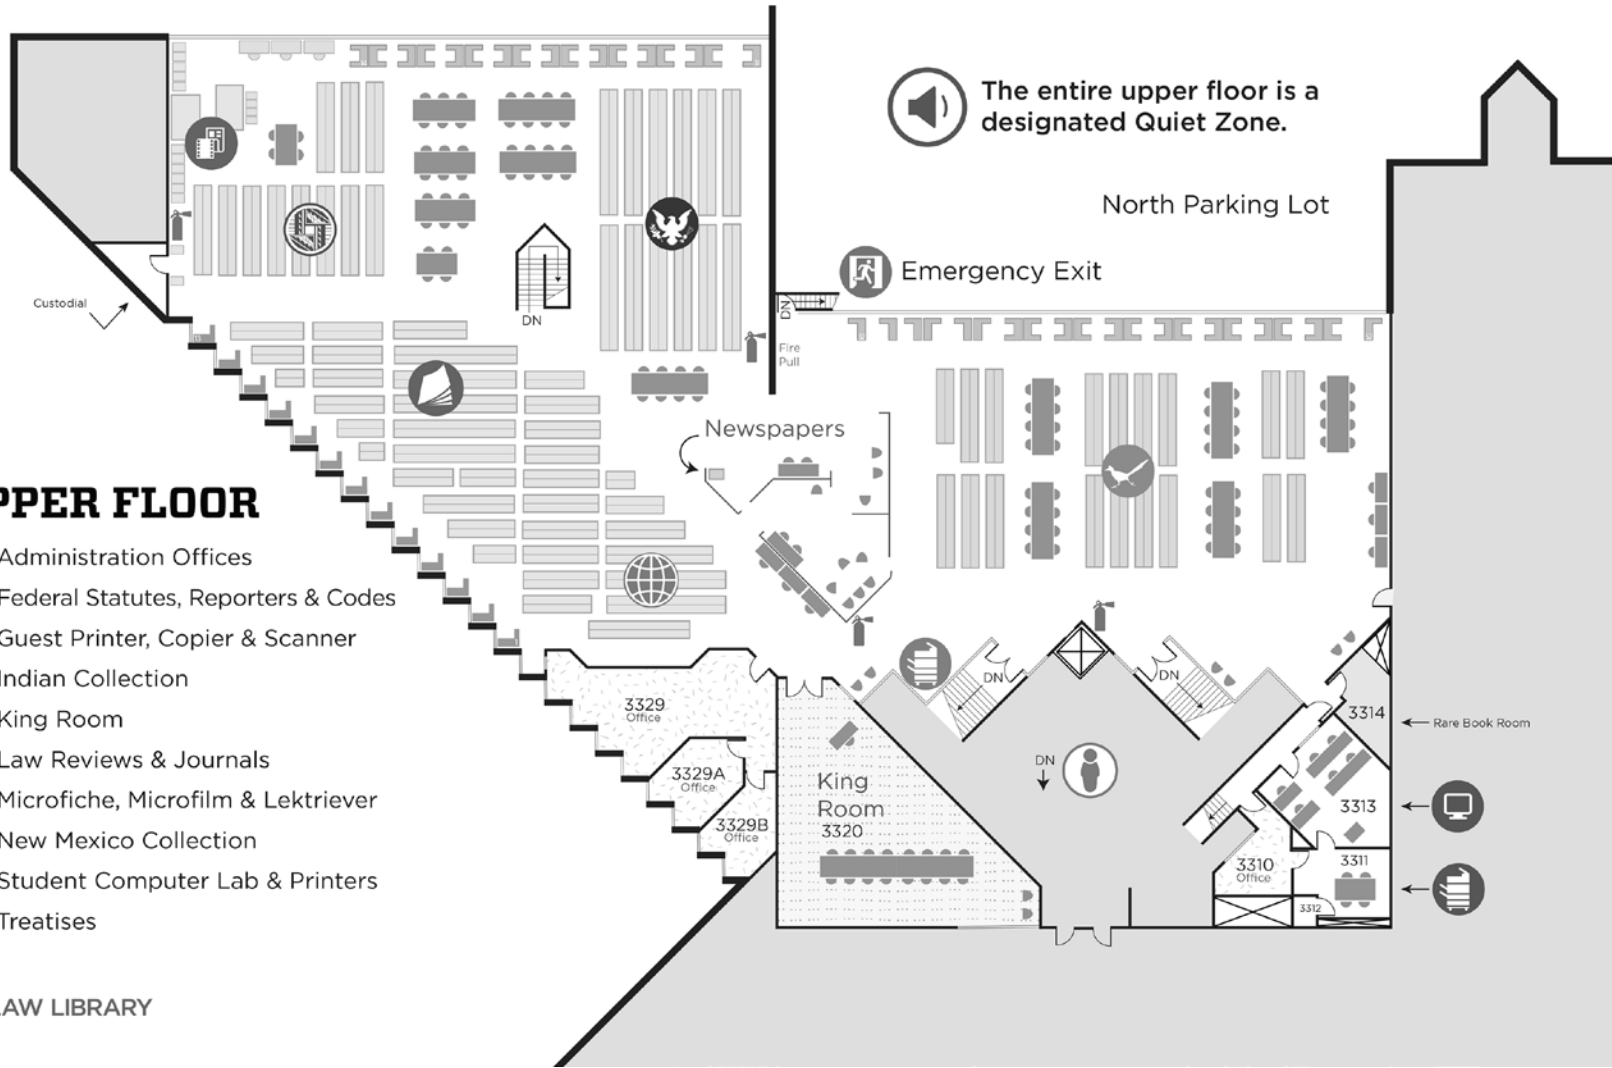 The entire upper floor is a
designated Quiet Zone.
North Parking Lot
Emergency Exit
Custodial
DN
DN
Fire
Pull
Newspapers
PPER FLOOR
Administration Offices
Federal Statutes, Reporters & Codes
Guest Printer, Copier & Scanner
Indian Collection
King Room
Law Reviews & Journals
Microfiche, Microfilm & Lektriever
New Mexico Collection
Student Computer Lab & Printers
Treatises
AW LIBRARY
3329
Office
3329A
Office
3329B
Office
King
Room
3320
DN
DN
DN
3314
Rare Book Room
3313
3310
Office
3311
3312